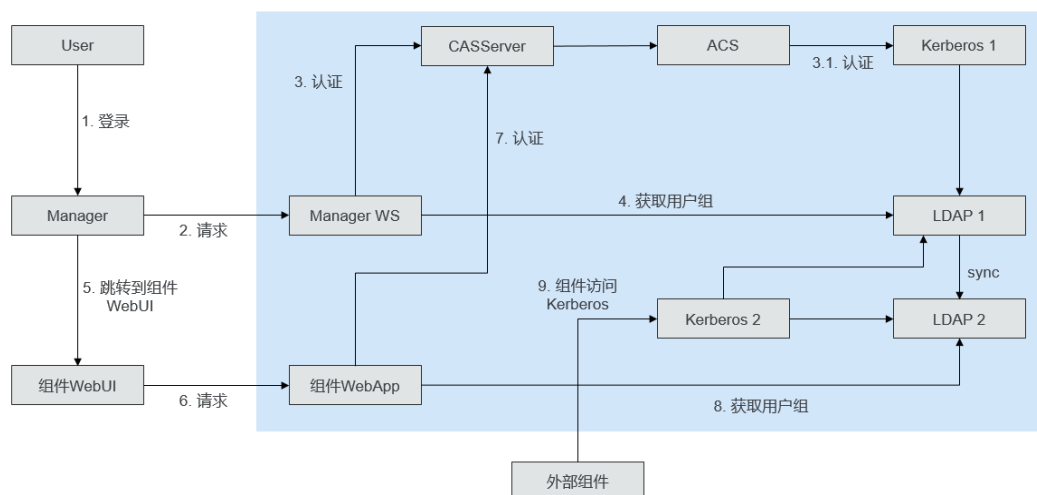 User
CASServer
ACS
Kerberos 1
3. 认证
3.1. 认证
1. 登录
7. 认证
Manager
2. 请求
Manager WS
4. 获取用户组
LDAP 1
5. 跳转到组件
WebUI
9. 组件访问
Kerberos
sync
Kerberos 2
LDAP 2
组件WebUI
6. 请求
组件WebApp
8. 获取用户组
外部组件